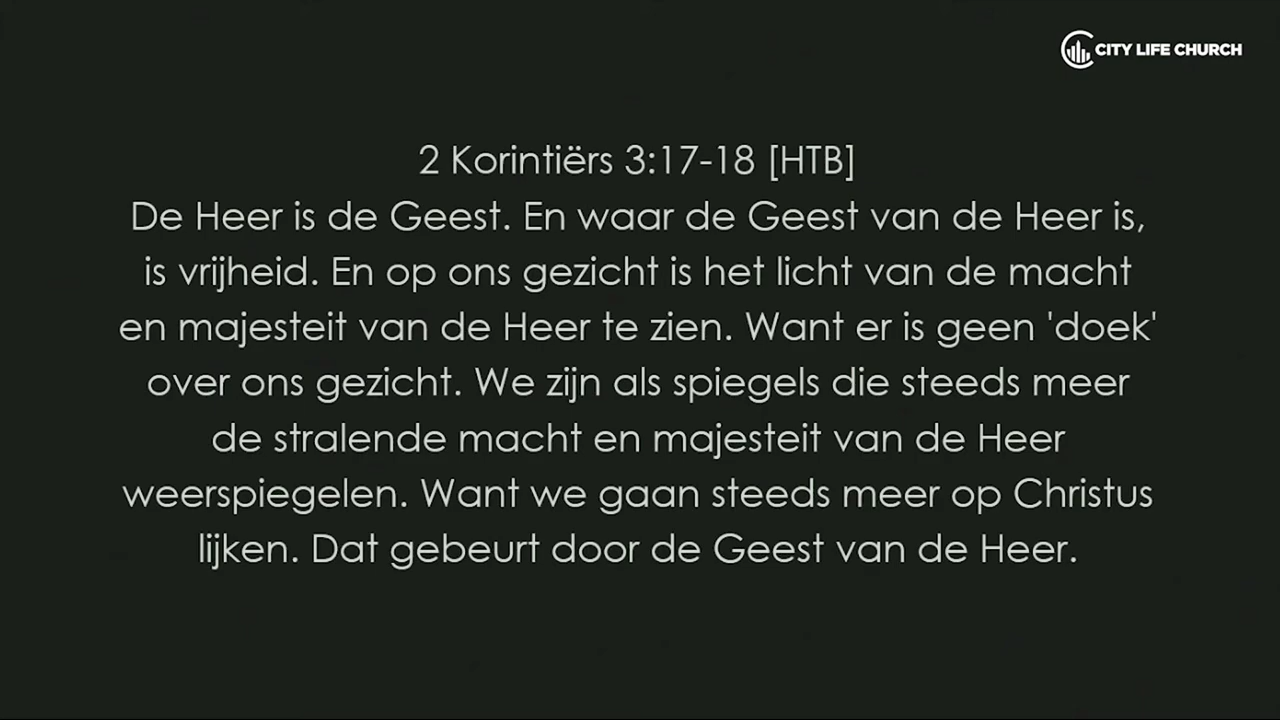 CITY LIFE CHURCH
2 Korintiërs 3:17-18 [HTB]
De Heer is de Geest. En waar de Geest van de Heer is,
is vrijheid. En op ons gezicht is het licht van de macht
en majesteit van de Heer te zien. Want er is geen 'doek'
over ons gezicht. We zijn als spiegels die steeds meer
de stralende macht en majesteit van de Heer
weerspiegelen. Want we gaan steeds meer op Christus
lijken. Dat gebeurt door de Geest van de Heer.